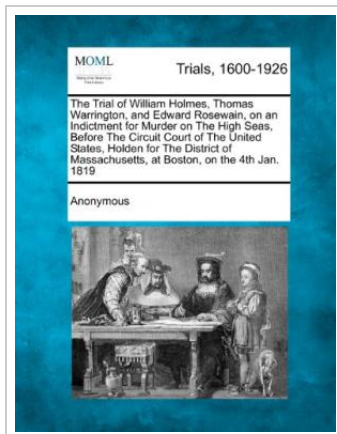 MOML
Trials, 1600-1926
The Trial of William Holmes, Thomas
Warrington, and Edward Rosewain, on an
Indictment for Murder on The High Seas,
Before The Circuit Court of The United
States, Holden for The District of
Massachusetts, at Boston, on the 4th Jan.
1819
Anonymous